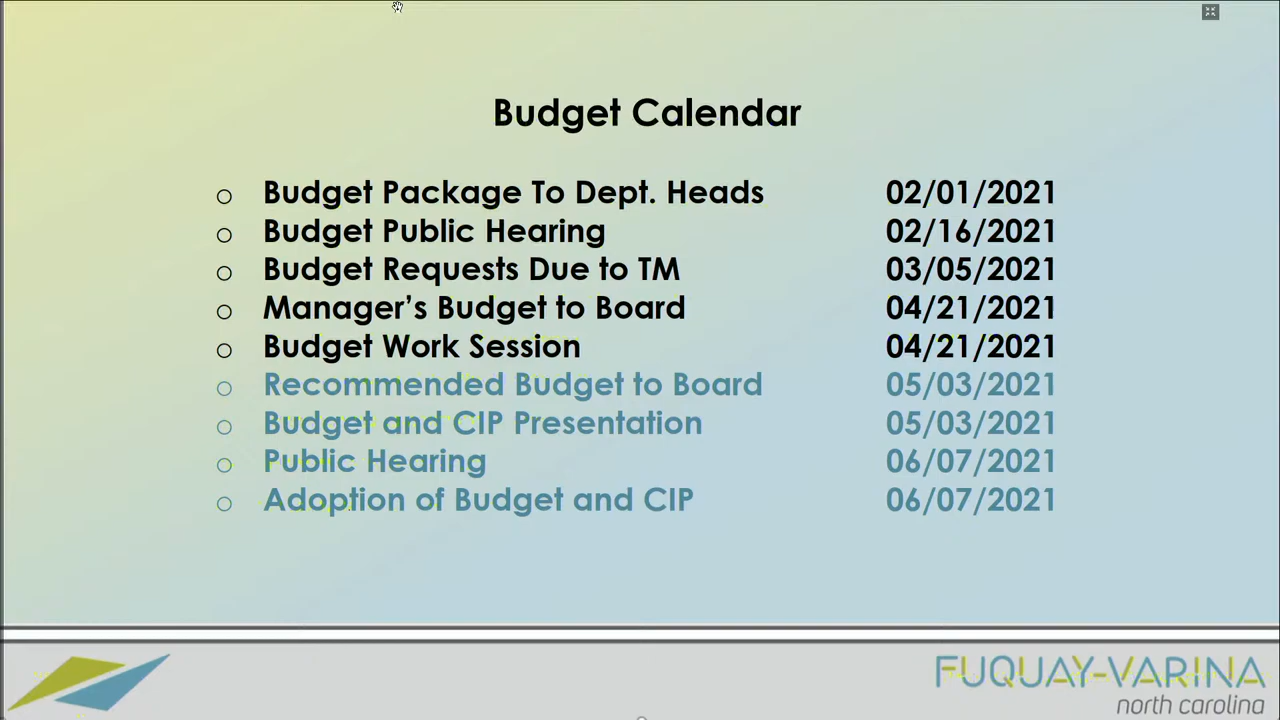 Budget Calendar
Budget Package To Dept. Heads 02/01/2021
Budget Public Hearing 02/16/2021
Budget Requests Due to TM 03/05/2021
Manager’s Budget to Board 04/21/2021
Budget Work Session 04/21/2021
Recommended Budget to Board 05/03/2021
Budget and CIP Presentation 05/03/2021
Public Hearing 06/07/2021
Adoption of Budget and CIP 06/07/2021
FUQUAY-VARINA
north carolina